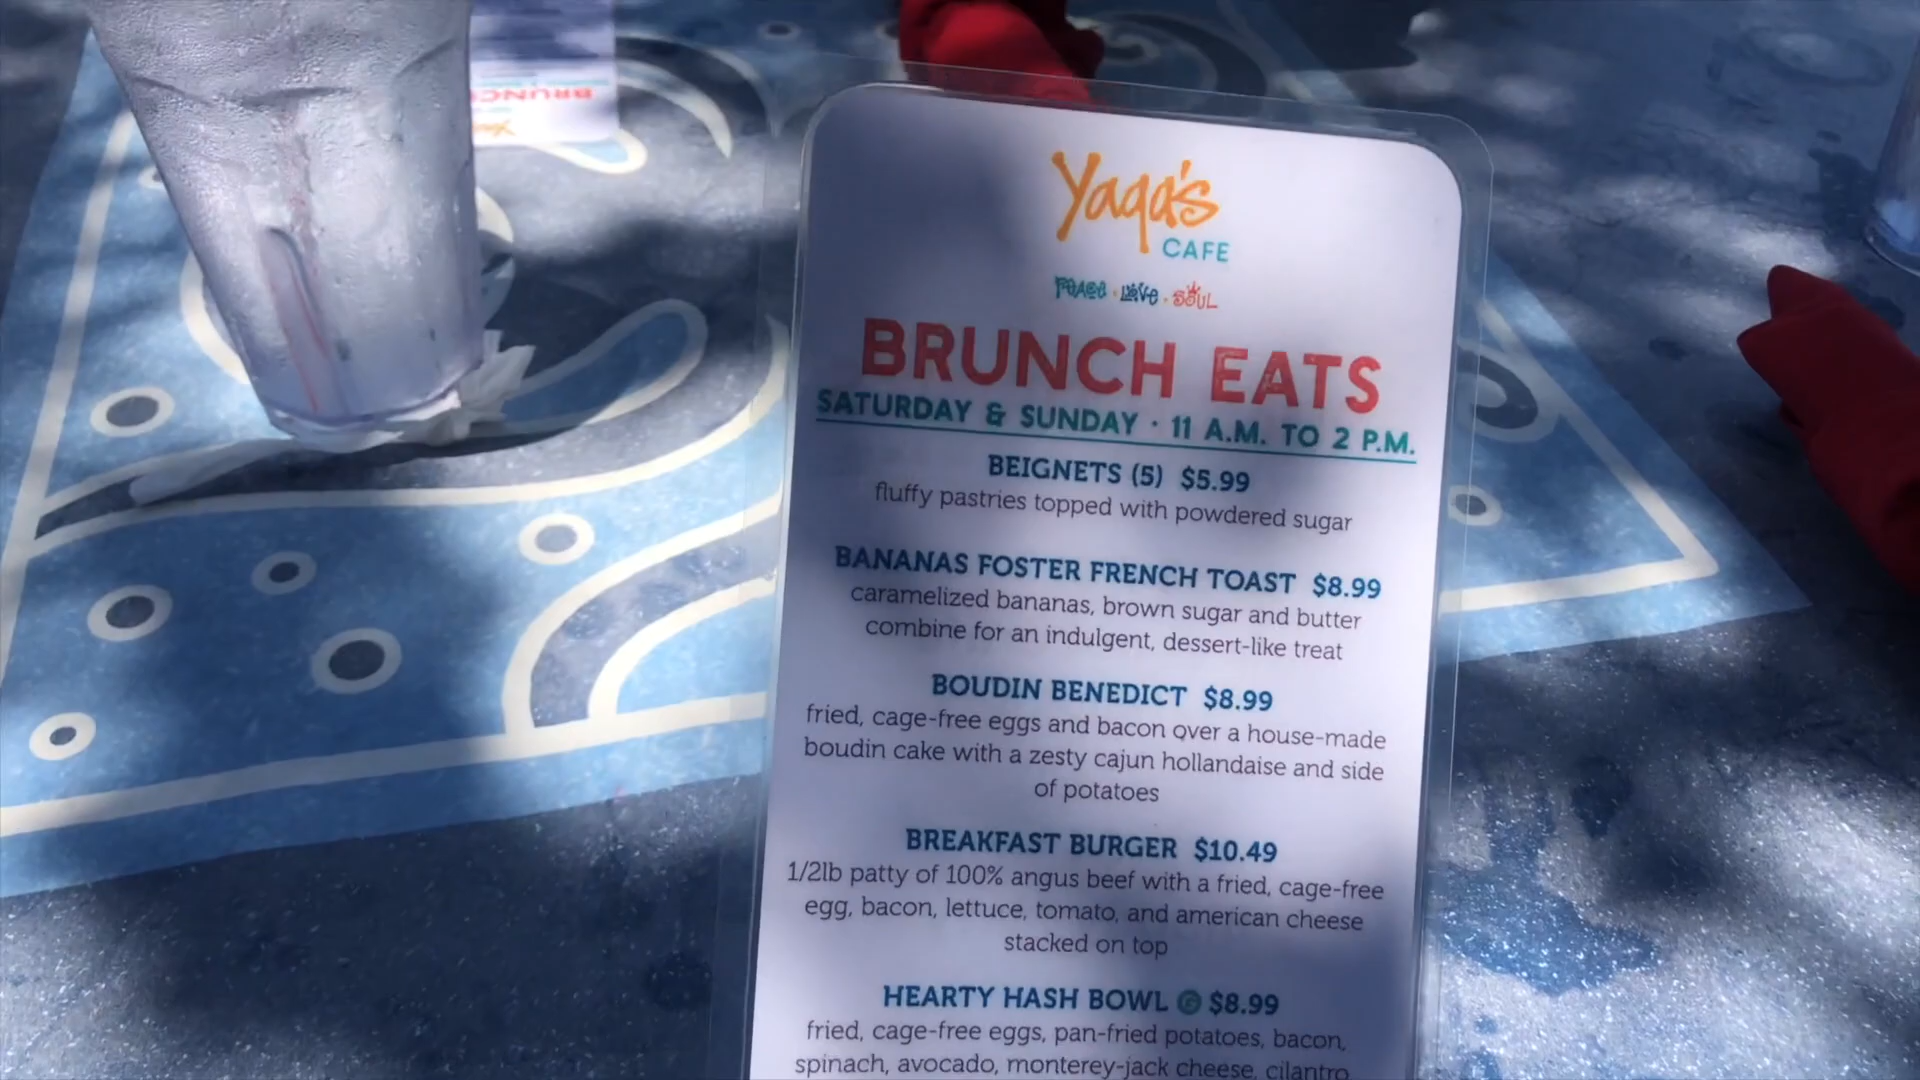 BRUNCH
Yaga's
CAFE
PEACE · LOVE · SOUL
BRUNCH EATS
SATURDAY & SUNDAY · 11 A.M. TO 2 P.M.
BEIGNETS (5) $5.99
fluffy pastries topped with powdered sugar
BANANAS FOSTER FRENCH TOAST $8.99
caramelized bananas, brown sugar and butter
combine for an indulgent, dessert-like treat
BOUDIN BENEDICT $8.99
fried, cage-free eggs and bacon over a house-made
boudin cake with a zesty cajun hollandaise and side
of potatoes
BREAKFAST BURGER $10.49
1/2lb patty of 100% angus beef with a fried, cage-free
egg, bacon, lettuce, tomato, and american cheese
stacked on top
HEARTY HASH BOWL G $8.99
fried, cage-free eggs, pan-fried potatoes, bacon,
spinach, avocado, monterey-jack cheese, cilantro